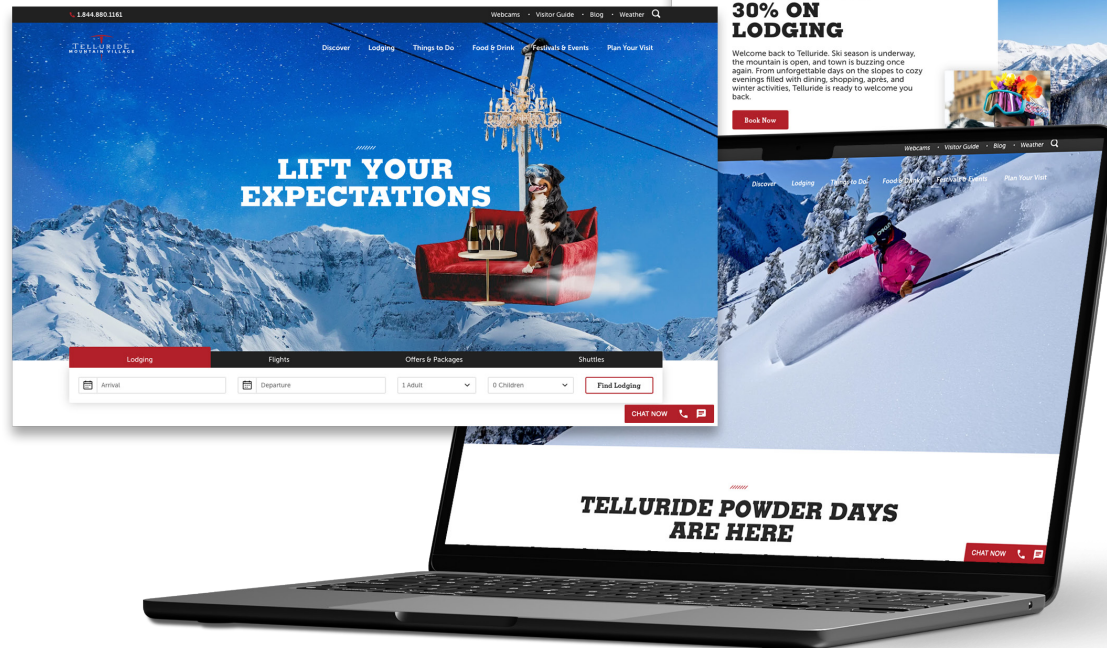 1.844.880.1161
Webcams · Visitor Guide · Blog · Weather
TELLURIDE
MOUNTAIN VILLAGE
Discover Lodging Things to Do Food & Drink Festivals & Events Plan Your Visit
LIFT YOUR
EXPECTATIONS
Lodging Flights Offers & Packages Shuttles
Arrival Departure 1 Adult 0 Children Find Lodging
CHAT NOW
30% ON
LODGING
Welcome back to Telluride. Ski season is underway,
the mountain is open, and town is buzzing once
again. From unforgettable days on the slopes to cozy
evenings filled with dining, shopping, après, and
winter activities, Telluride is ready to welcome you
back.
Book Now
Webcams · Visitor Guide · Blog · Weather
Discover Lodging Things to Do Food & Drink Festivals & Events Plan Your Visit
TELLURIDE POWDER DAYS
ARE HERE
CHAT NOW